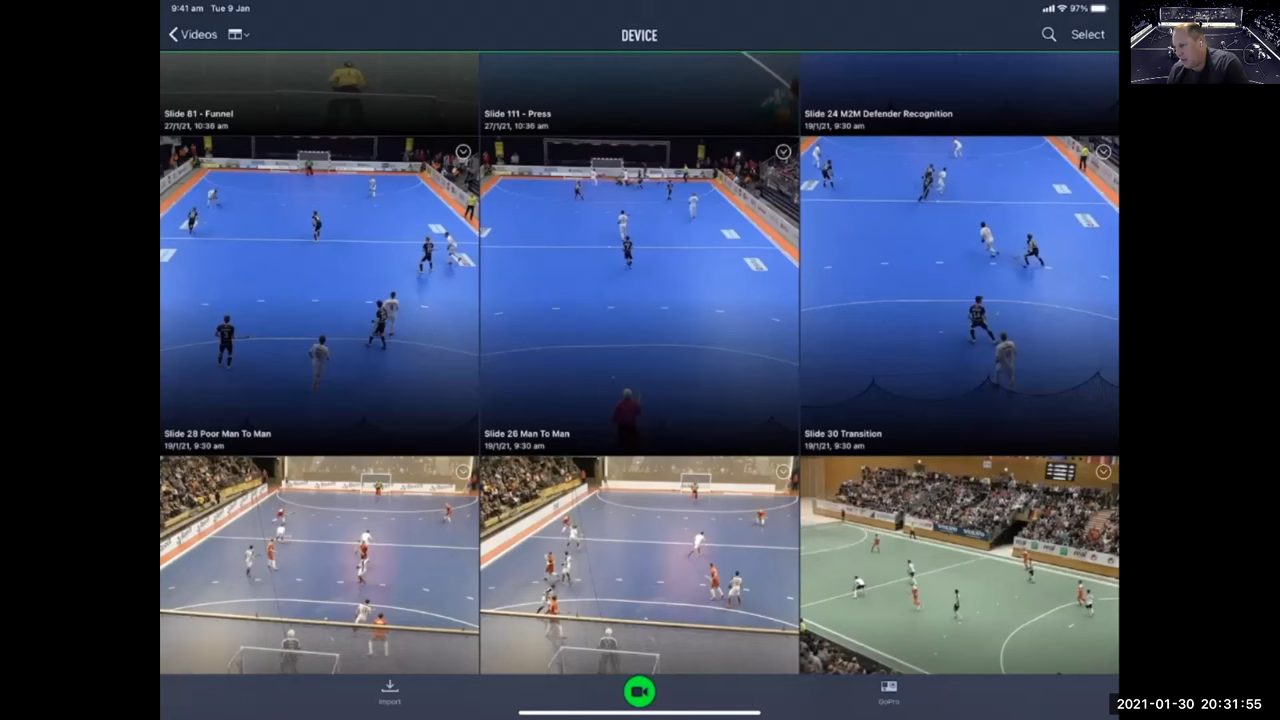 9:41 am Tue 9 Jan
97%
Videos
DEVICE
Select
Slide 81 - Funnel
27/1/21, 10:36 am
Slide 111 - Press
27/1/21, 10:36 am
Slide 24 M2M Defender Recognition
19/1/21, 9:30 am
Slide 28 Poor Man To Man
19/1/21, 9:30 am
Slide 26 Man To Man
19/1/21, 9:30 am
Slide 30 Transition
19/1/21, 9:30 am
Import
GoPro
2021-01-30 20:31:55